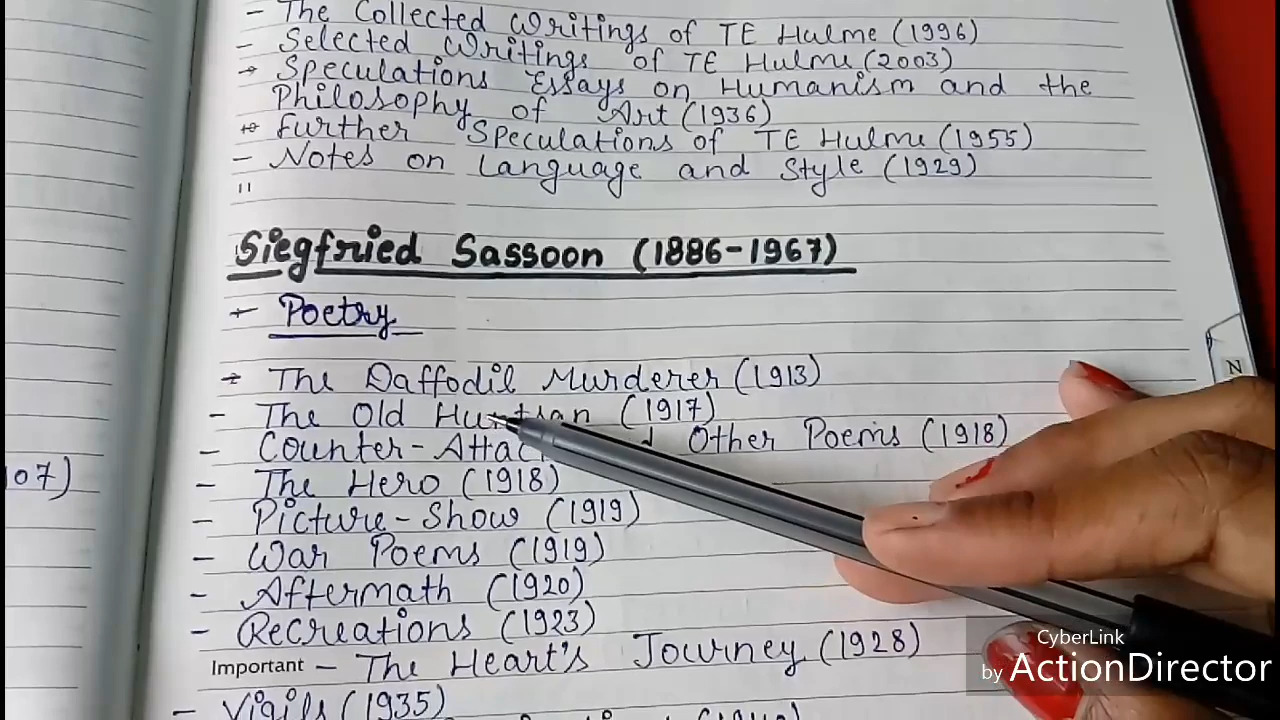 - The Collected Writings of TE Hulme (1996)
- Selected Writings of TE Hulme (2003)
→ Speculations Essays on Humanism and the
Philosophy of Art (1936)
Further Speculations of TE Hulme (1955)
- Notes on Language and Style (1929)
"
Siegfried Sassoon (1886-1967)
Poetry
The Daffodil Murderer (1913)
- The Old (1917)
- Counter- Other Poems (1918)
- The Hero (1918)
07)
- Picture-Show (1919)
- War Poems (1919)
- Aftermath (1920)
- Recreations (1923)
Important - The Heart's Journey (1928)
- Vigils (1935)
N
CyberLink
by ActionDirector